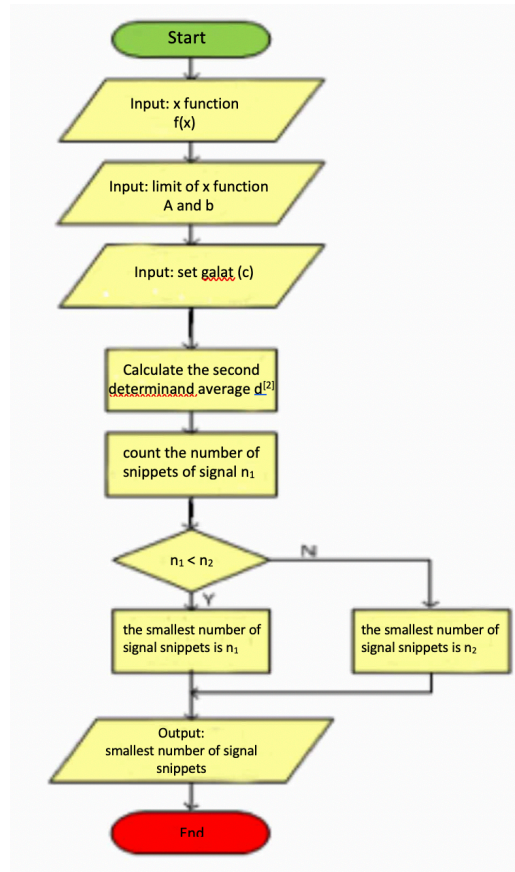 Start
Input: x function
f(x)
Input: limit of x function
A and b
Input: set galat (c)
Calculate the second
determinand average d[2]
count the number of
snippets of signal n₁
n₁ < n₂
N
Y
the smallest number of
signal snippets is n₁
the smallest number of
signal snippets is n₂
Output:
smallest number of signal
snippets
End